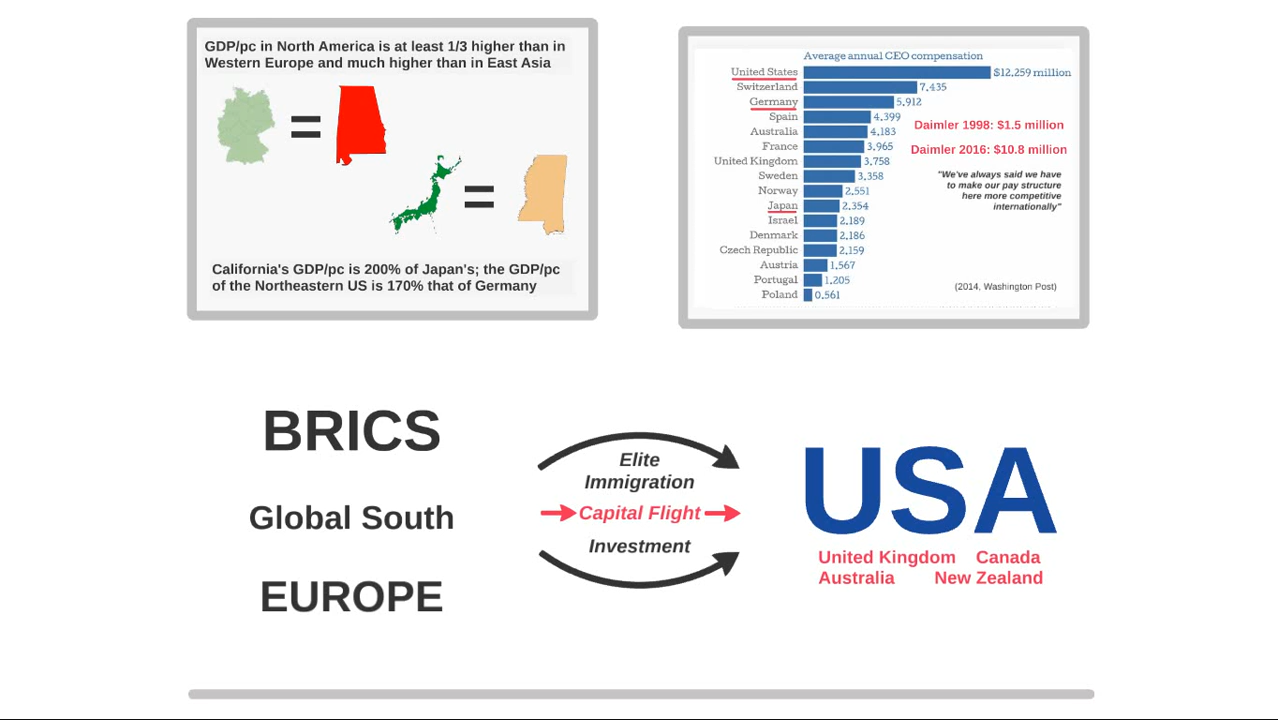 GDP/pc in North America is at least 1/3 higher than in
Western Europe and much higher than in East Asia
=
=
California's GDP/pc is 200% of Japan's; the GDP/pc
of the Northeastern US is 170% that of Germany
Average annual CEO compensation
United States $12,259 million
Switzerland 7,435
Germany 5,912
Spain 4,399
Australia 4,183
France 3,965
United Kingdom 3,758
Sweden 3,358
Norway 2,551
Japan 2,354
Israel 2,189
Denmark 2,186
Czech Republic 2,159
Austria 1,567
Portugal 1,205
Poland 0,561
Daimler 1998: $1.5 million
Daimler 2016: $10.8 million
"We've always said we have
to make our pay structure
here more competitive
internationally"
(2014, Washington Post)
BRICS
Global South
EUROPE
Elite
Immigration
Capital Flight
Investment
USA
United Kingdom Canada
Australia New Zealand